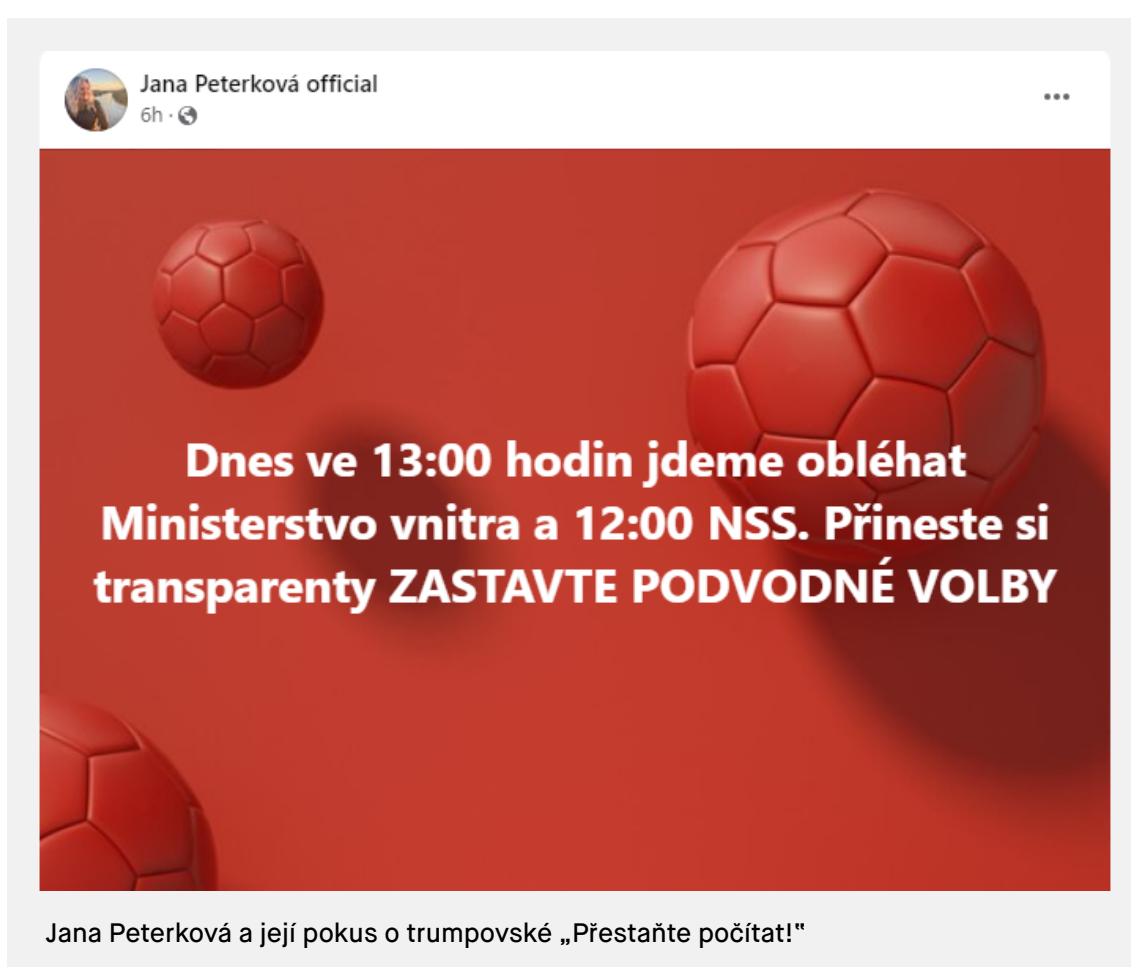 Jana Peterková official
6h ·
Dnes ve 13:00 hodin jdeme obléhat
Ministerstvo vnitra a 12:00 NSS. Přineste si
transparenty ZASTAVTE PODVODNÉ VOLBY
Jana Peterková a její pokus o trumpovské „Přestaňte počítat!“